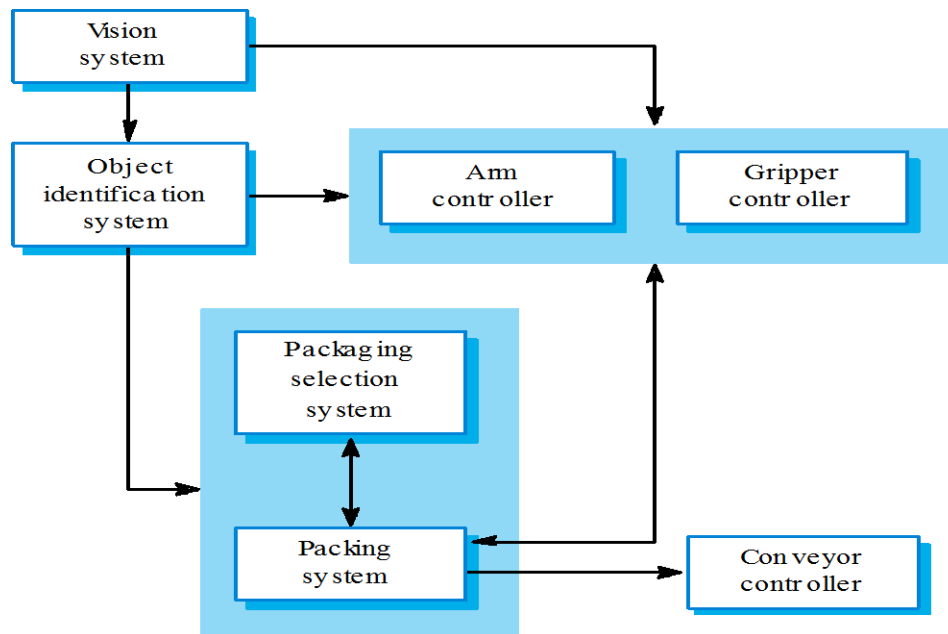 Vision
system
Object
identification
system
Arm
controller
Gripper
controller
Packaging
selection
system
Packing
system
Conveyor
controller